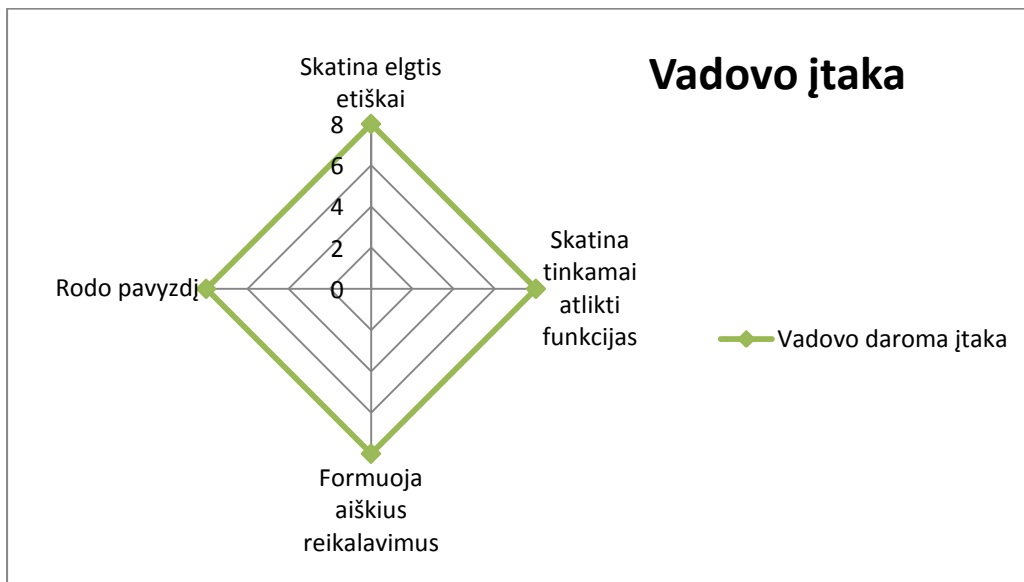 Vadovo įtaka
Skatina elgtis
etiškai
8
6
4
2
0
Skatina
tinkamai
atlikti
funkcijas
Rodo pavyzdį
Vadovo daroma įtaka
Formuoja
aiškius
reikalavimus